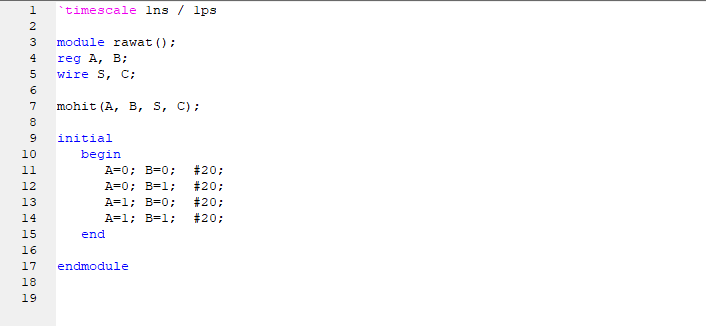 1 `timescale 1ns / 1ps
2
3 module rawat();
4 reg A, B;
5 wire S, C;
6
7 mohit(A, B, S, C);
8
9 initial
10 begin
11 A=0; B=0; #20;
12 A=0; B=1; #20;
13 A=1; B=0; #20;
14 A=1; B=1; #20;
15 end
16
17 endmodule
18
19